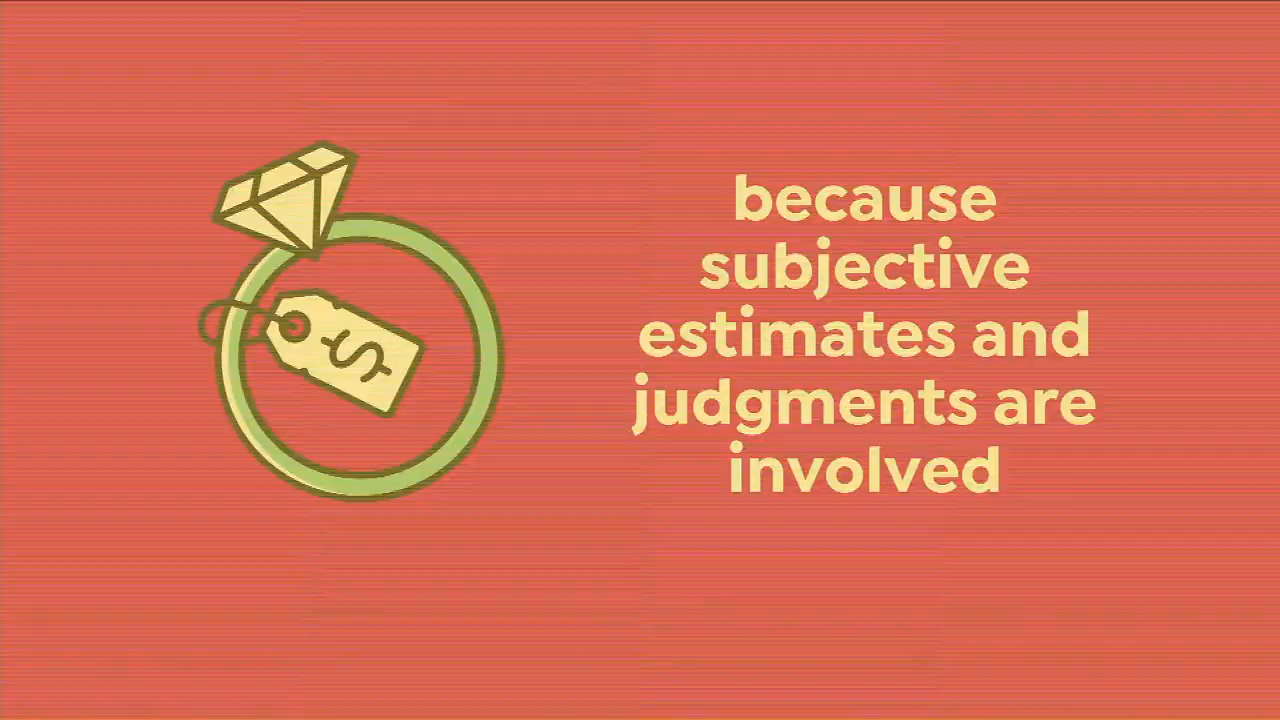 $
because
subjective
estimates and
judgments are
involved